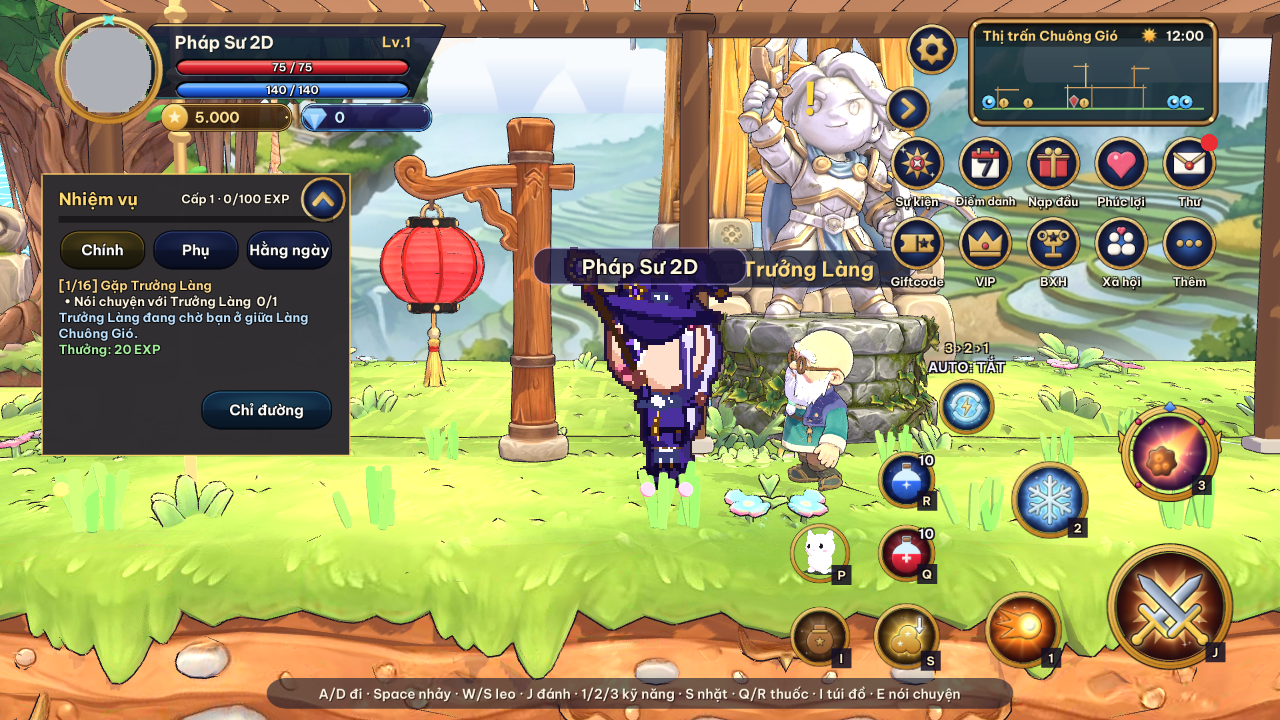 Pháp Sư 2D
Lv.1
75 / 75
140 / 140
5.000
0
Thị trấn Chuông Gió
12:00
Nhiệm vụ
Cấp 1 · 0/100 EXP
Chính
Phụ
Hằng ngày
[1/16] Gặp Trưởng Làng
• Nói chuyện với Trưởng Làng 0/1
Trưởng Làng đang chờ bạn ở giữa Làng
Chuông Gió.
Thưởng: 20 EXP
Chỉ đường
!
7
Sự kiện
Điểm danh
Nạp đầu
Phúc lợi
Thư
Giftcode
VIP
BXH
Xã hội
Thêm
Pháp Sư 2D
Trưởng Làng
3›2›1
AUTO: TẮT
10
R
10
Q
P
I
S
1
2
3
J
A/D đi · Space nhảy · W/S leo · J đánh · 1/2/3 kỹ năng · S nhặt · Q/R thuốc · I túi đồ · E nói chuyện